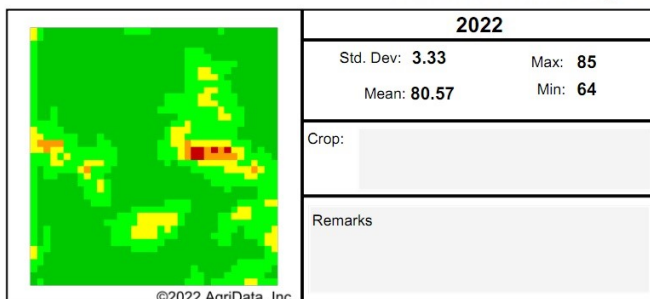 2022
Std. Dev: 3.33
Max: 85
Mean: 80.57
Min: 64
Crop:
Remarks
©2022 AgriData, Inc.